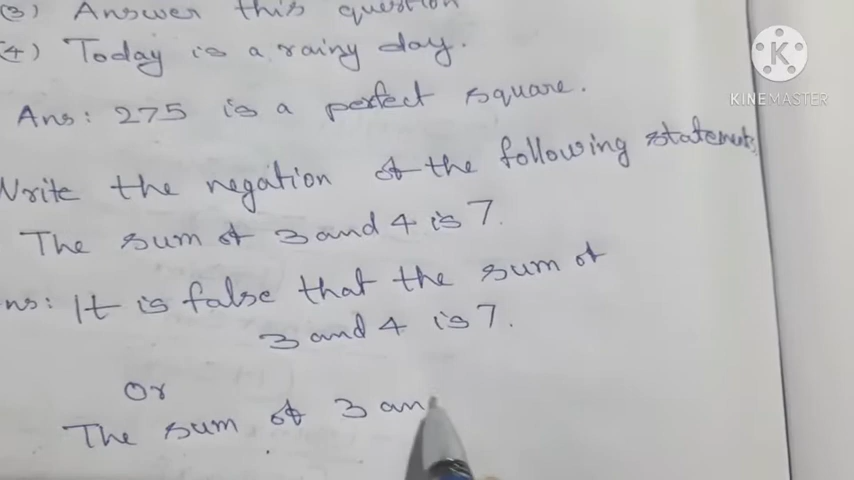 (3) Answer this question
(4) Today is a rainy day.
Ans: 275 is a perfect square.
Write the negation of the following statements
The sum of 3 and 4 is 7.
ns: It is false that the sum of
3 and 4 is 7.
Or
The sum of 3 an
KINEMASTER